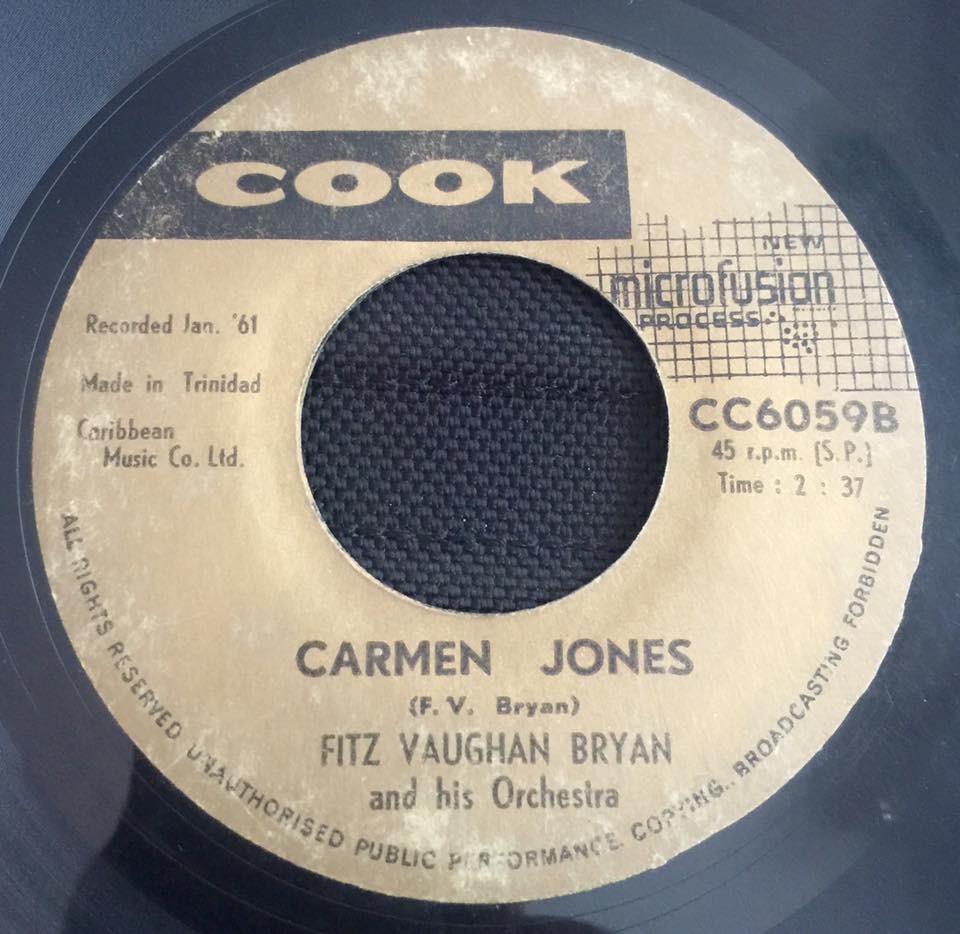 COOK
NEW
microfusion
PROCESS
Recorded Jan. '61
Made in Trinidad
Caribbean
Music Co. Ltd.
CC6059B
45 r.p.m. [S.P.]
Time : 2 : 37
CARMEN JONES
(F. V. Bryan)
FITZ VAUGHAN BRYAN
and his Orchestra
ALL RIGHTS RESERVED UNAUTHORISED PUBLIC PERFORMANCE. COPYING.. BROADCASTING FORBIDDEN